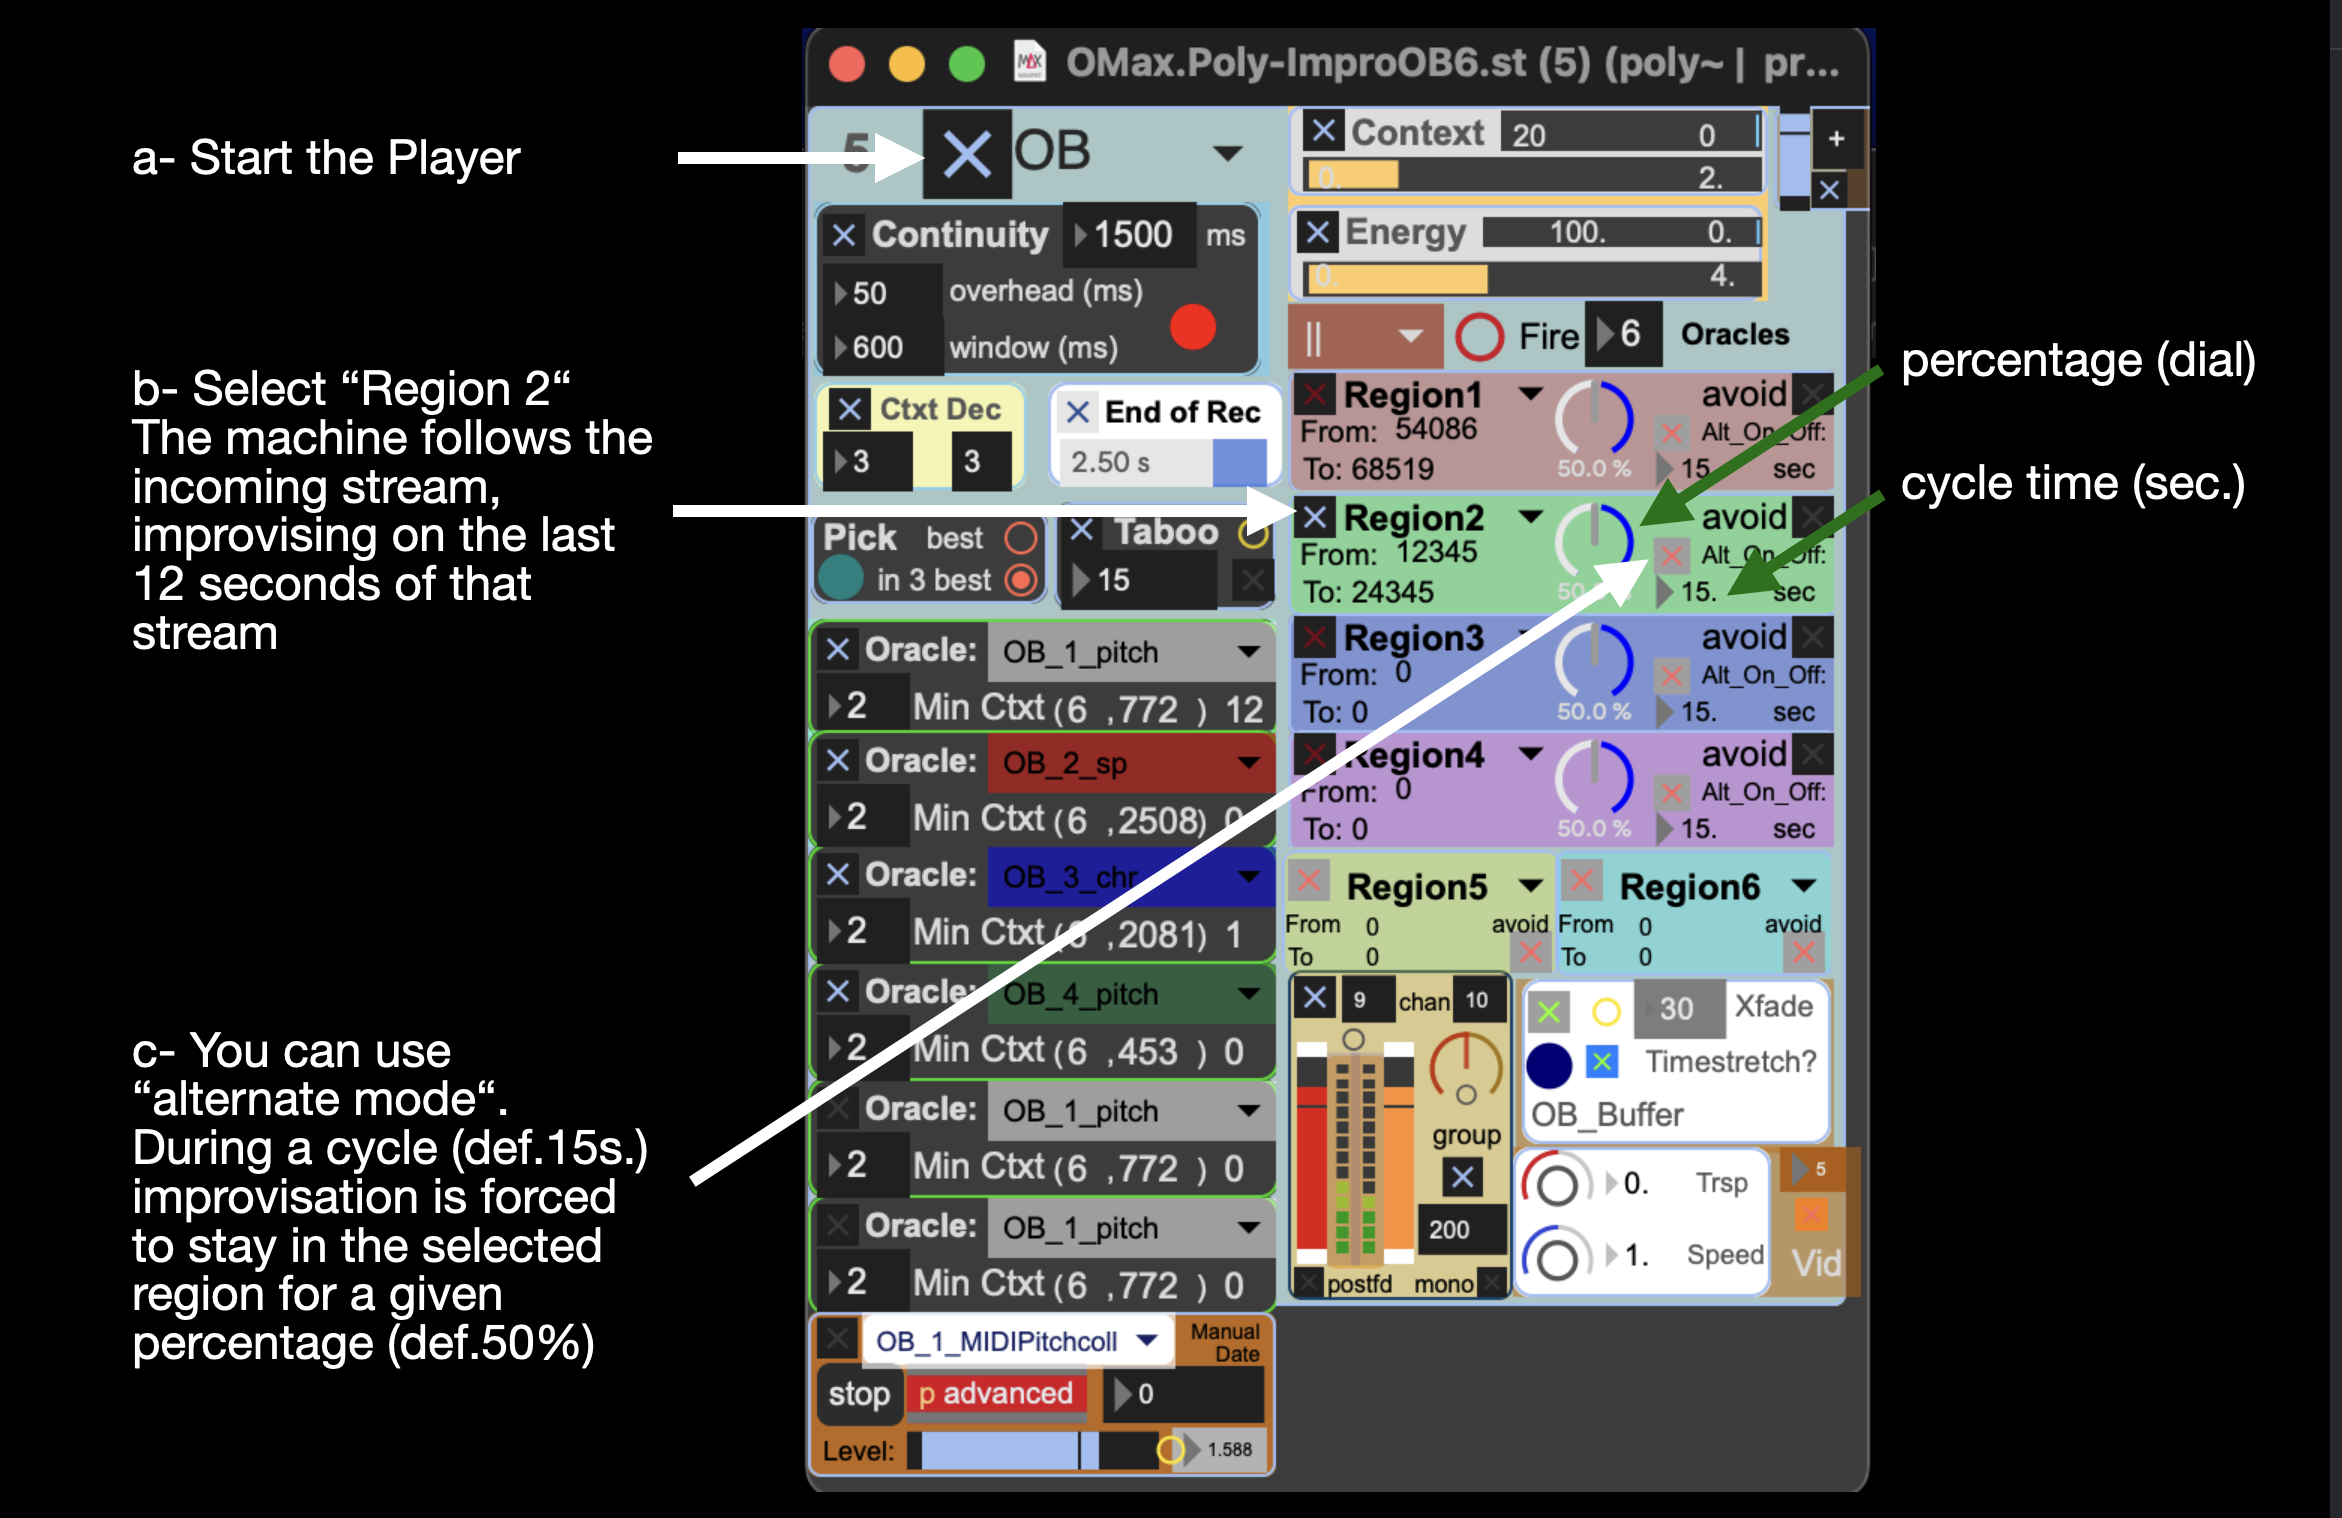 OMax.Poly-ImproOB6.st (5) (poly~ | pr...
a- Start the Player
5 OB
Context 20 0
0. 2.
+
Continuity 1500 ms
50 overhead (ms)
600 window (ms)
Energy 100. 0.
0. 4.
|| Fire 6 Oracles
percentage (dial)
cycle time (sec.)
b- Select “Region 2“
The machine follows the
incoming stream,
improvising on the last
12 seconds of that
stream
Ctxt Dec
3 3
End of Rec
2.50 s
Pick best
in 3 best
Taboo
15
Region1 avoid
From: 54086 Alt_On_Off:
To: 68519 50.0 % 15. sec
Region2 avoid
From: 12345 Alt_On_Off:
To: 24345 15. sec
Region3 avoid
From: 0 Alt_On_Off:
To: 0 50.0 % 15. sec
Region4 avoid
From: 0 Alt_On_Off:
To: 0 50.0 % 15. sec
Region5
From 0 avoid
To 0
Region6
From 0 avoid
To 0
Oracle: OB_1_pitch
2 Min Ctxt (6 ,772 ) 12
Oracle: OB_2_sp
2 Min Ctxt (6 ,2508) 0
Oracle: OB_3_chr
2 Min Ctxt (6 ,2081) 1
Oracle: OB_4_pitch
2 Min Ctxt (6 ,453 ) 0
Oracle: OB_1_pitch
2 Min Ctxt (6 ,772 ) 0
Oracle: OB_1_pitch
2 Min Ctxt (6 ,772 ) 0
9 chan 10
group
200
postfd mono
30 Xfade
Timestretch?
OB_Buffer
0. Trsp
1. Speed
5
Vid
c- You can use
“alternate mode“.
During a cycle (def.15s.)
improvisation is forced
to stay in the selected
region for a given
percentage (def.50%)
OB_1_MIDIPitchcoll
Manual
Date
stop p advanced 0
Level: 1.588